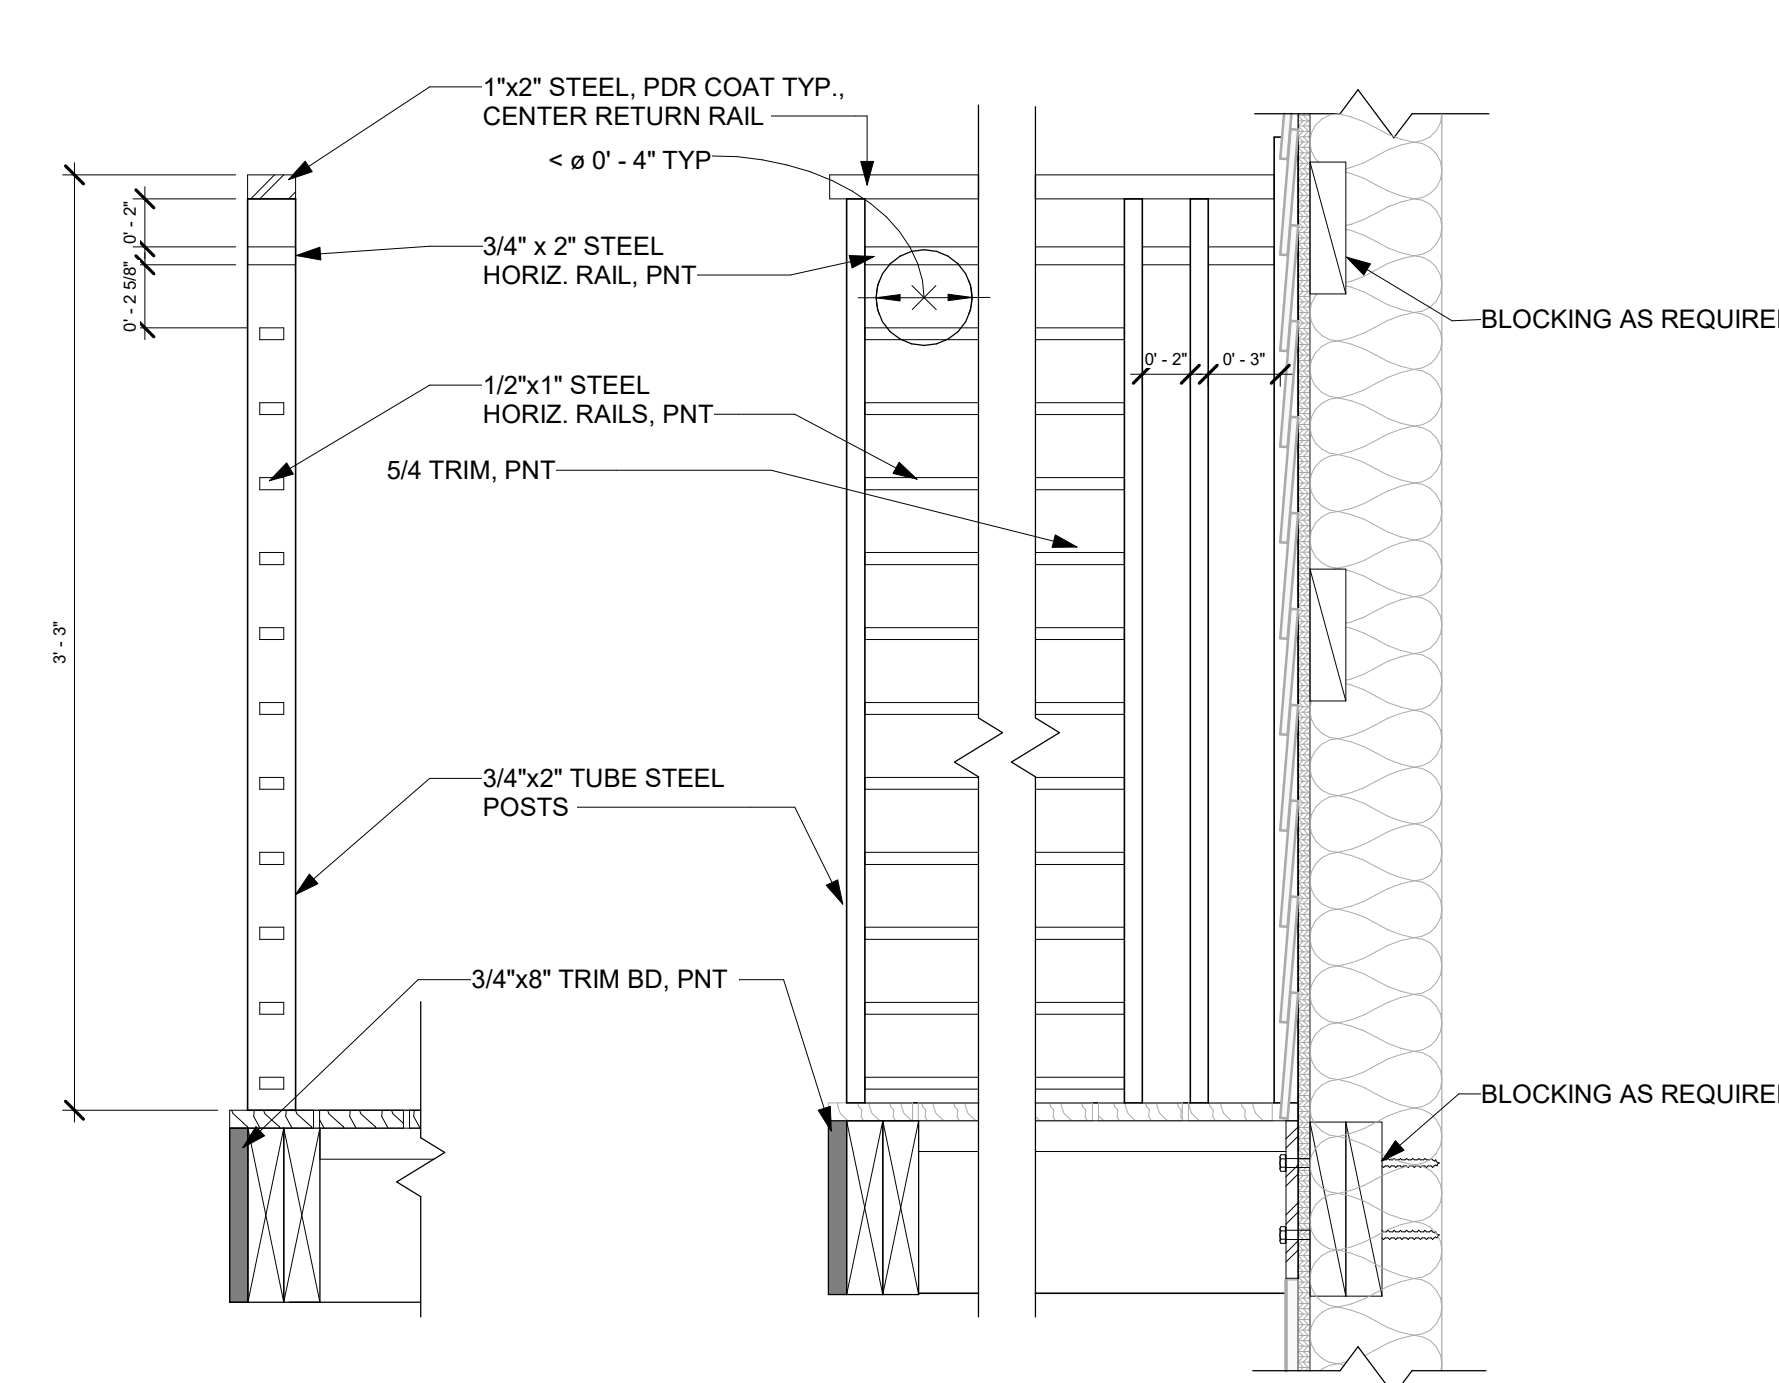 1"x2" STEEL, PDR COAT TYP.,
CENTER RETURN RAIL
< ø 0' - 4" TYP
3/4" x 2" STEEL
HORIZ. RAIL, PNT
1/2"x1" STEEL
HORIZ. RAILS, PNT
5/4 TRIM, PNT
3/4"x2" TUBE STEEL
POSTS
3/4"x8" TRIM BD, PNT
3' - 3"
0' - 2"
0' - 2 5/8"
0' - 2"
0' - 3"
BLOCKING AS REQUIRE
BLOCKING AS REQUIRE